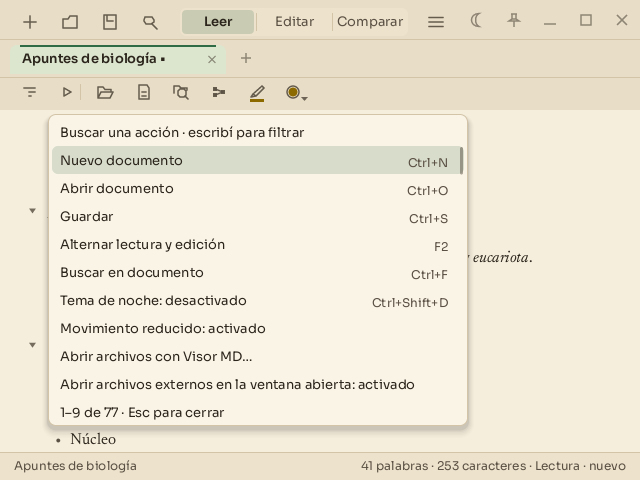 Leer
Editar
Comparar
Apuntes de biología •
Buscar una acción · escribí para filtrar
Nuevo documento Ctrl+N
Abrir documento Ctrl+O
Guardar Ctrl+S
Alternar lectura y edición F2
Buscar en documento Ctrl+F
Tema de noche: desactivado Ctrl+Shift+D
Movimiento reducido: activado
Abrir archivos con Visor MD...
Abrir archivos externos en la ventana abierta: activado
1–9 de 77 · Esc para cerrar
y eucariota.
• Núcleo
Apuntes de biología
41 palabras · 253 caracteres · Lectura · nuevo